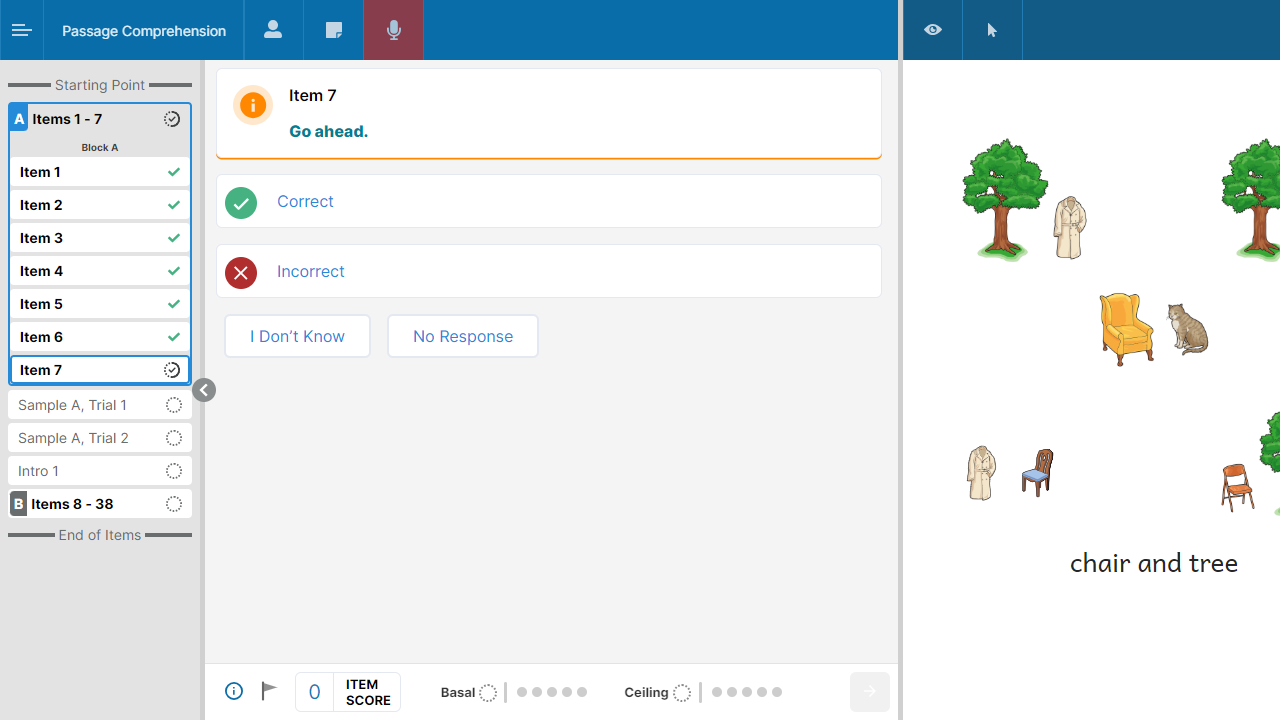 Passage Comprehension
Starting Point
A Items 1 - 7
Block A
Item 1
Item 2
Item 3
Item 4
Item 5
Item 6
Item 7
Sample A, Trial 1
Sample A, Trial 2
Intro 1
B Items 8 - 38
End of Items
Item 7
Go ahead.
Correct
Incorrect
I Don’t Know
No Response
0 ITEM
SCORE
Basal
Ceiling
chair and tree